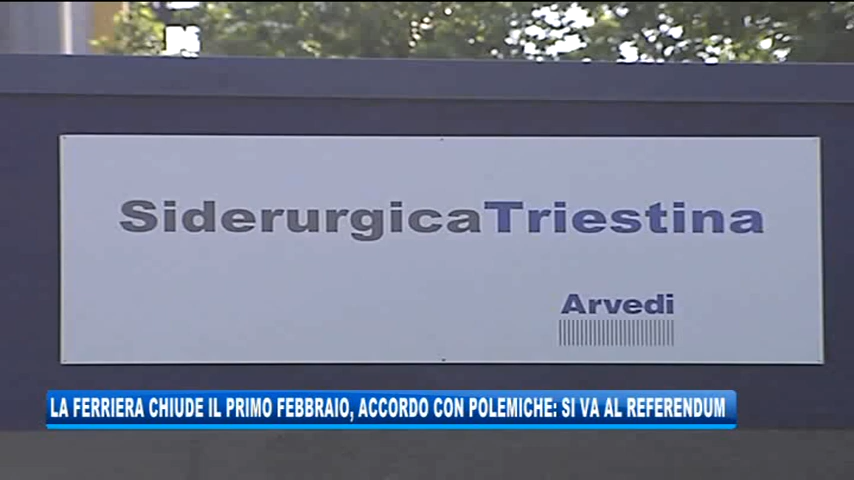 SiderurgicaTriestina
Arvedi
LA FERRIERA CHIUDE IL PRIMO FEBBRAIO, ACCORDO CON POLEMICHE: SI VA AL REFERENDUM